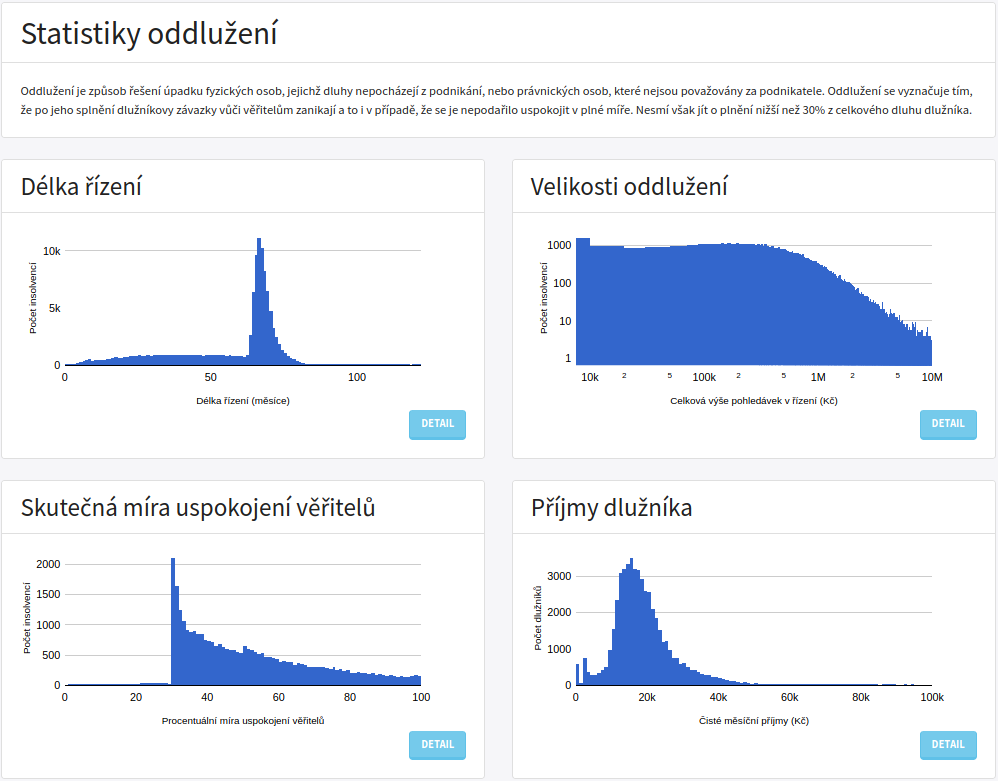 Statistiky oddlužení
Oddlužení je způsob řešení úpadku fyzických osob, jejichž dluhy nepocházejí z podnikání, nebo právnických osob, které nejsou považovány za podnikatele. Oddlužení se vyznačuje tím,
že po jeho splnění dlužníkovy závazky vůči věřitelům zanikají a to i v případě, že se je nepodařilo uspokojit v plné míře. Nesmí však jít o plnění nižší než 30% z celkového dluhu dlužníka.
Délka řízení
10k
5k
0
Počet insolvencí
0 50 100
Délka řízení (měsíce)
DETAIL
Velikosti oddlužení
1000
100
10
1
Počet insolvencí
10k 2 5 100k 2 5 1M 2 5 10M
Celková výše pohledávek v řízení (Kč)
DETAIL
Skutečná míra uspokojení věřitelů
2000
1500
1000
500
0
Počet insolvencí
0 20 40 60 80 100
Procentuální míra uspokojení věřitelů
DETAIL
Příjmy dlužníka
3000
2000
1000
0
Počet dlužníků
0 20k 40k 60k 80k 100k
Čisté měsíční příjmy (Kč)
DETAIL